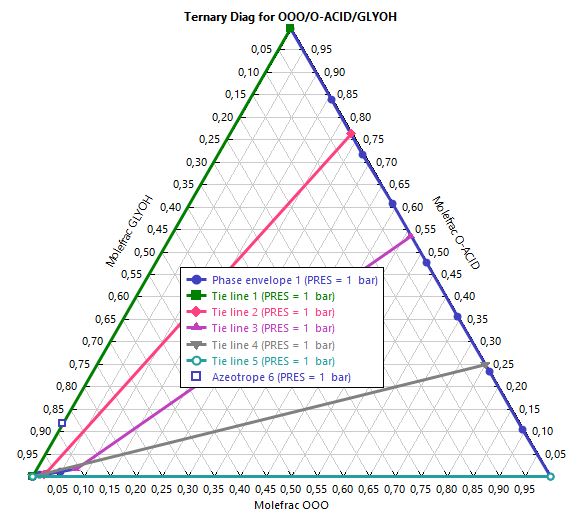 Ternary Diag for OOO/O-ACID/GLYOH
0,05 0,95
0,10 0,90
0,15 0,85
0,20 0,80
0,25 0,75
0,30 0,70
0,35 0,65
0,40 0,60
Molefrac GLYOH
Molefrac O-ACID
0,45 0,55
0,50 0,50
0,55 0,45
0,60 0,40
0,65 0,35
0,70 0,30
0,75 0,25
0,80 0,20
0,85 0,15
0,90 0,10
0,95 0,05
Phase envelope 1 (PRES = 1 bar)
Tie line 1 (PRES = 1 bar)
Tie line 2 (PRES = 1 bar)
Tie line 3 (PRES = 1 bar)
Tie line 4 (PRES = 1 bar)
Tie line 5 (PRES = 1 bar)
Azeotrope 6 (PRES = 1 bar)
0,05 0,10 0,15 0,20 0,25 0,30 0,35 0,40 0,45 0,50 0,55 0,60 0,65 0,70 0,75 0,80 0,85 0,90 0,95
Molefrac OOO